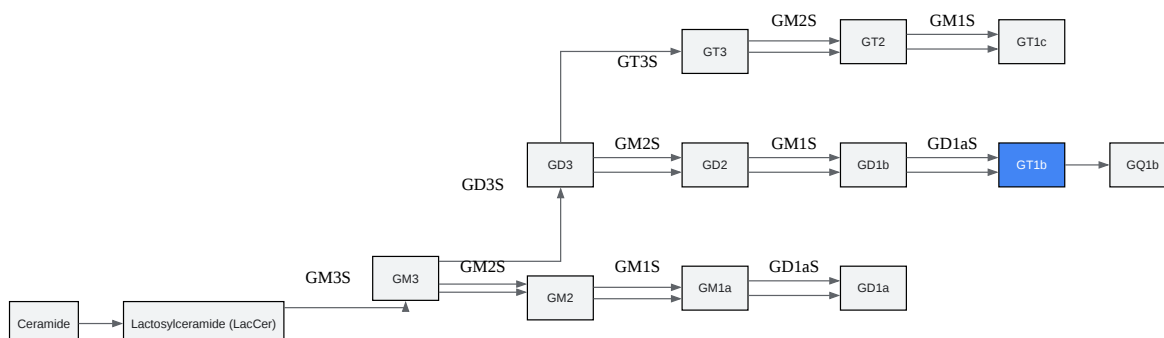 GM2S
GM1S
GT3
GT2
GT1c
GT3S
GM2S
GM1S
GD1aS
GD3
GD2
GD1b
GT1b
GQ1b
GD3S
GM3S
GM3
GM2S
GM1S
GD1aS
GM2
GM1a
GD1a
Ceramide
Lactosylceramide (LacCer)